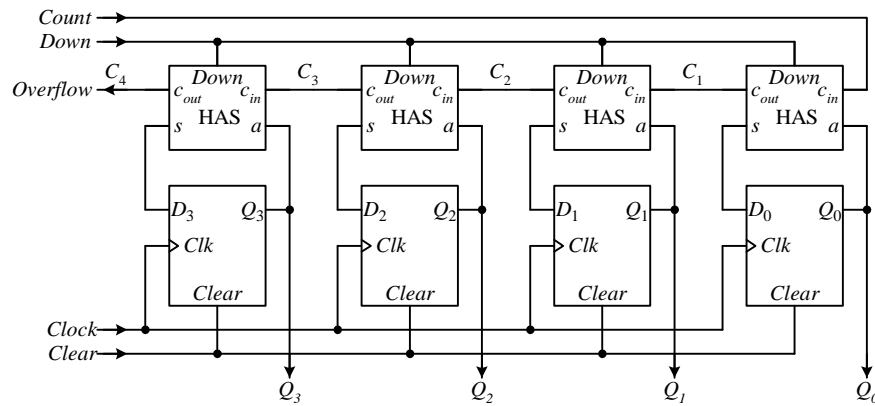 Count
Down
Overflow C4 C3 C2 C1
Down Down Down Down
cout cin cout cin cout cin cout cin
HAS HAS HAS HAS
s a s a s a s a
D3 Q3 D2 Q2 D1 Q1 D0 Q0
Clk Clk Clk Clk
Clear Clear Clear Clear
Clock
Clear
Q3 Q2 Q1 Q0